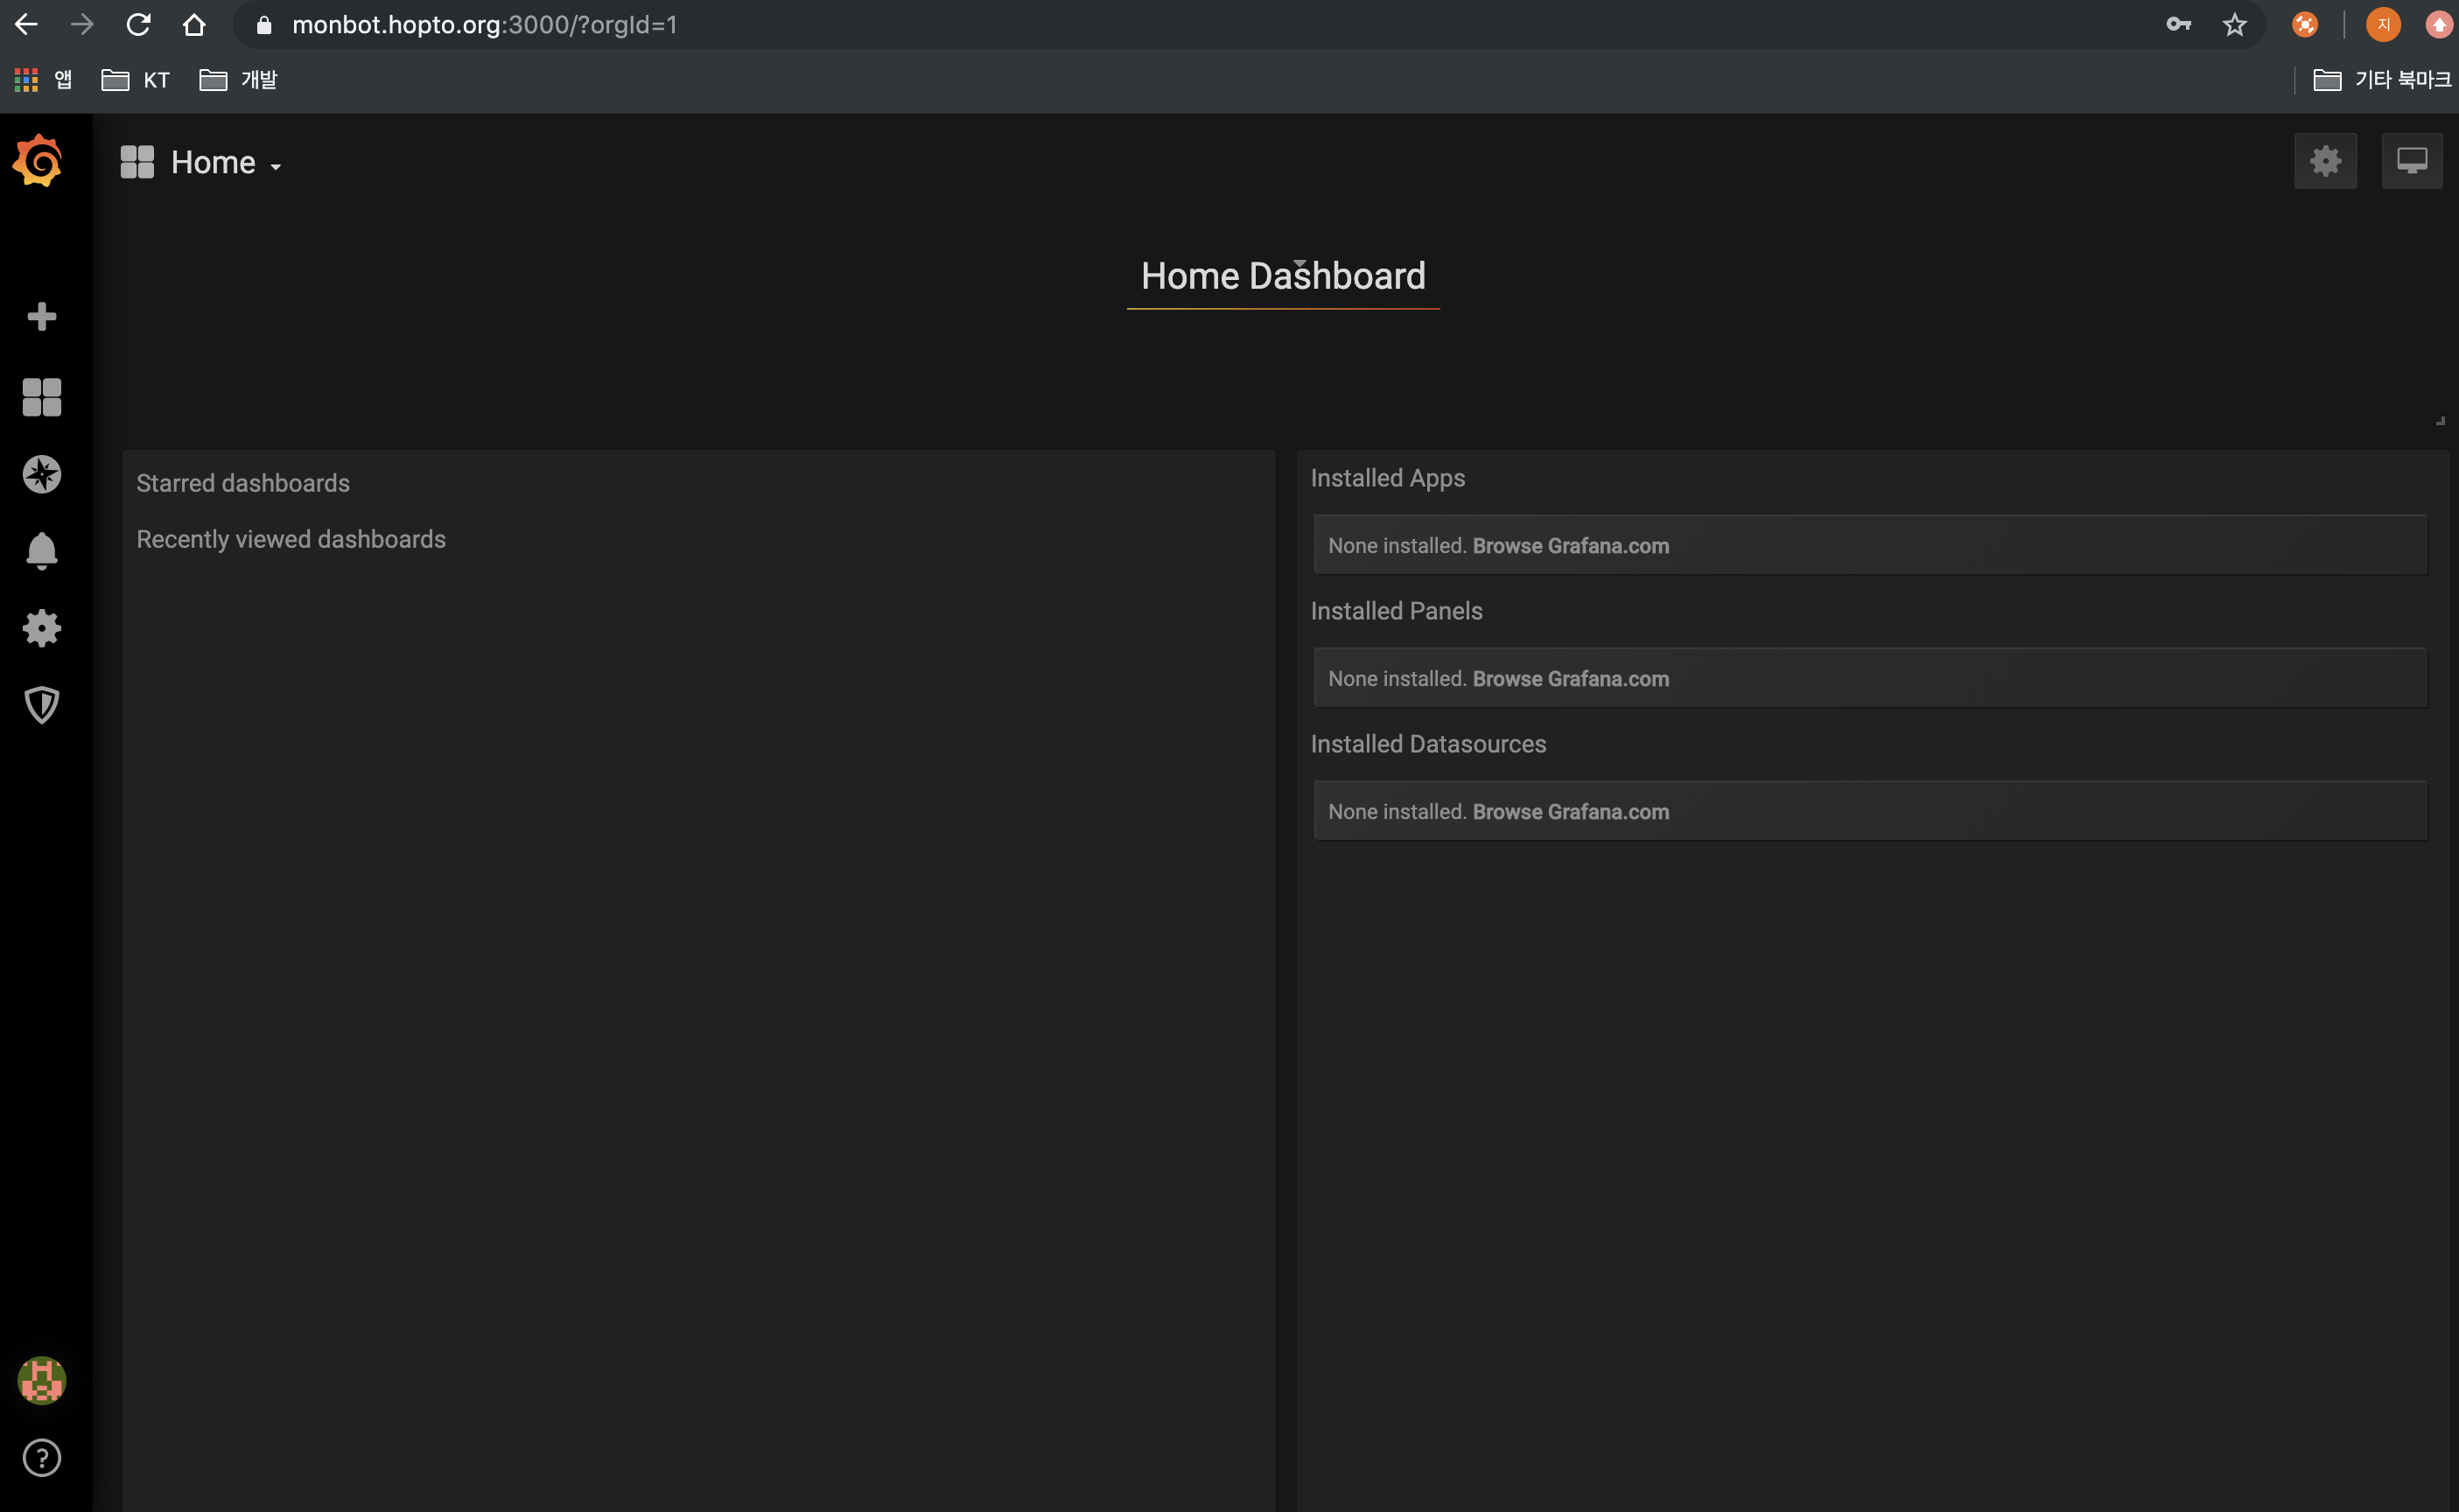 monbot.hopto.org:3000/?orgId=1
지
앱 KT 개발 기타 북마크
Home
Home Dashboard
Starred dashboards
Recently viewed dashboards
Installed Apps
None installed. Browse Grafana.com
Installed Panels
None installed. Browse Grafana.com
Installed Datasources
None installed. Browse Grafana.com
?